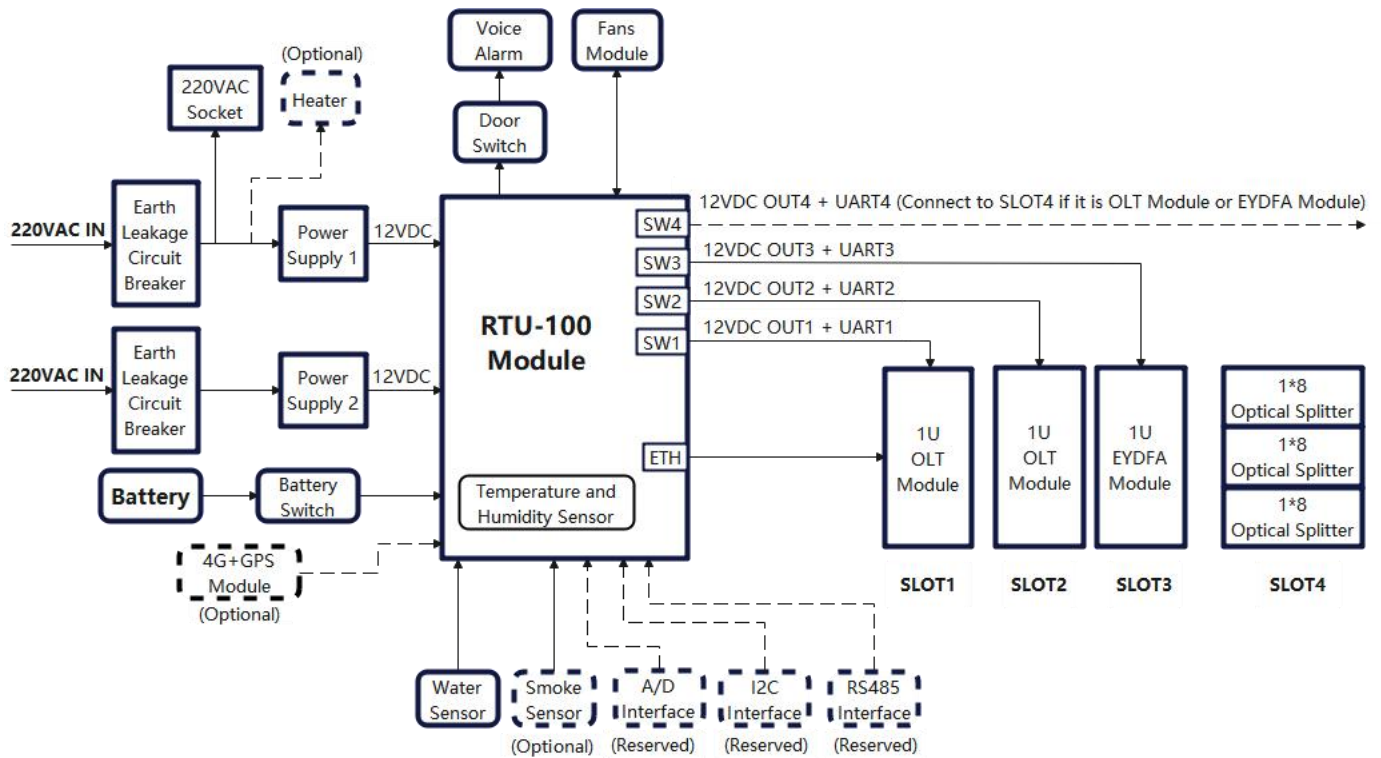 Voice
Alarm
Fans
Module
(Optional)
220VAC
Socket
Heater
Door
Switch
220VAC IN
Earth
Leakage
Circuit
Breaker
Power
Supply 1
12VDC
220VAC IN
Earth
Leakage
Circuit
Breaker
Power
Supply 2
12VDC
Battery
Battery
Switch
4G+GPS
Module
(Optional)
RTU-100
Module
Temperature and
Humidity Sensor
SW4
SW3
SW2
SW1
ETH
12VDC OUT4 + UART4 (Connect to SLOT4 if it is OLT Module or EYDFA Module)
12VDC OUT3 + UART3
12VDC OUT2 + UART2
12VDC OUT1 + UART1
1U
OLT
Module
SLOT1
1U
OLT
Module
SLOT2
1U
EYDFA
Module
SLOT3
1*8
Optical Splitter
1*8
Optical Splitter
1*8
Optical Splitter
SLOT4
Water
Sensor
Smoke
Sensor
(Optional)
A/D
Interface
(Reserved)
I2C
Interface
(Reserved)
RS485
Interface
(Reserved)